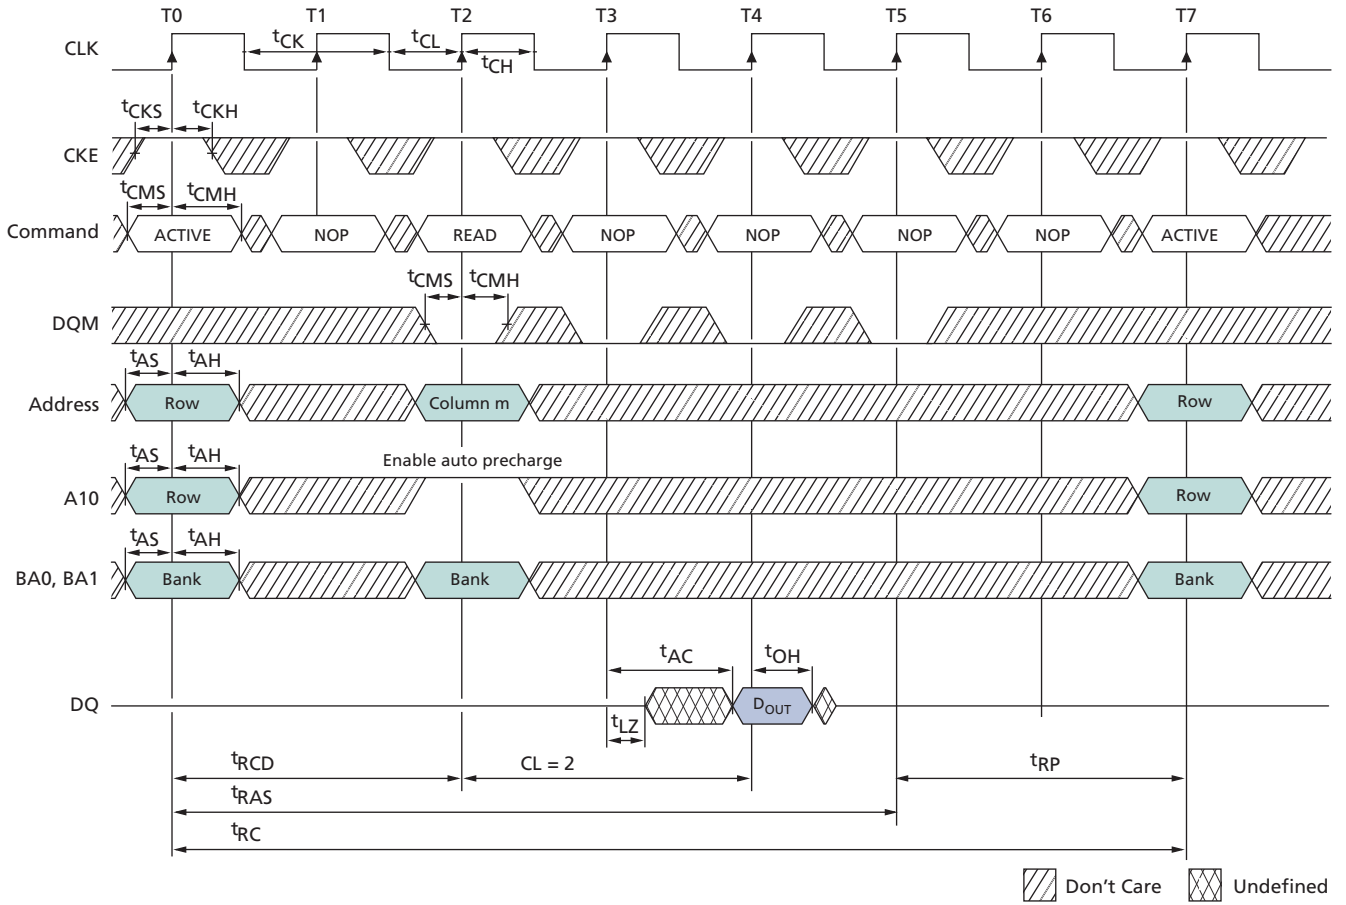 T0 T1 T2 T3 T4 T5 T6 T7
CLK
tCK tCL
tCH
tCKS tCKH
CKE
tCMS tCMH
Command ACTIVE NOP READ NOP NOP NOP NOP ACTIVE
tCMS tCMH
DQM
tAS tAH
Address Row Column m Row
tAS tAH
Enable auto precharge
A10 Row Row
tAS tAH
BA0, BA1 Bank Bank Bank
tAC tOH
DQ DOUT
tLZ
tRCD CL = 2 tRP
tRAS
tRC
Don't Care Undefined